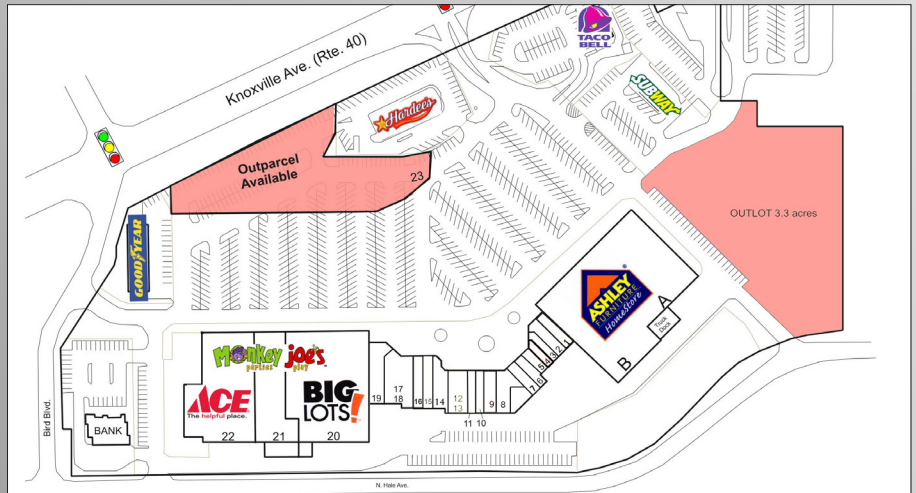 TACO
BELL
Knoxville Ave. (Rte. 40)
SUBWAY
Hardee's
Outparcel
Available
23
OUTLOT 3.3 acres
GOODYEAR
ASHLEY
FURNITURE
HomeStore
A
Truck
Dock
B
1
2
3
4
5
6
7
8
9
10
11
12
13
14
15
16
17
18
19
Monkey joe's
parties play
ACE
The helpful place.
BIG
LOTS!
22
21
20
BANK
Bird Blvd.
N. Hale Ave.